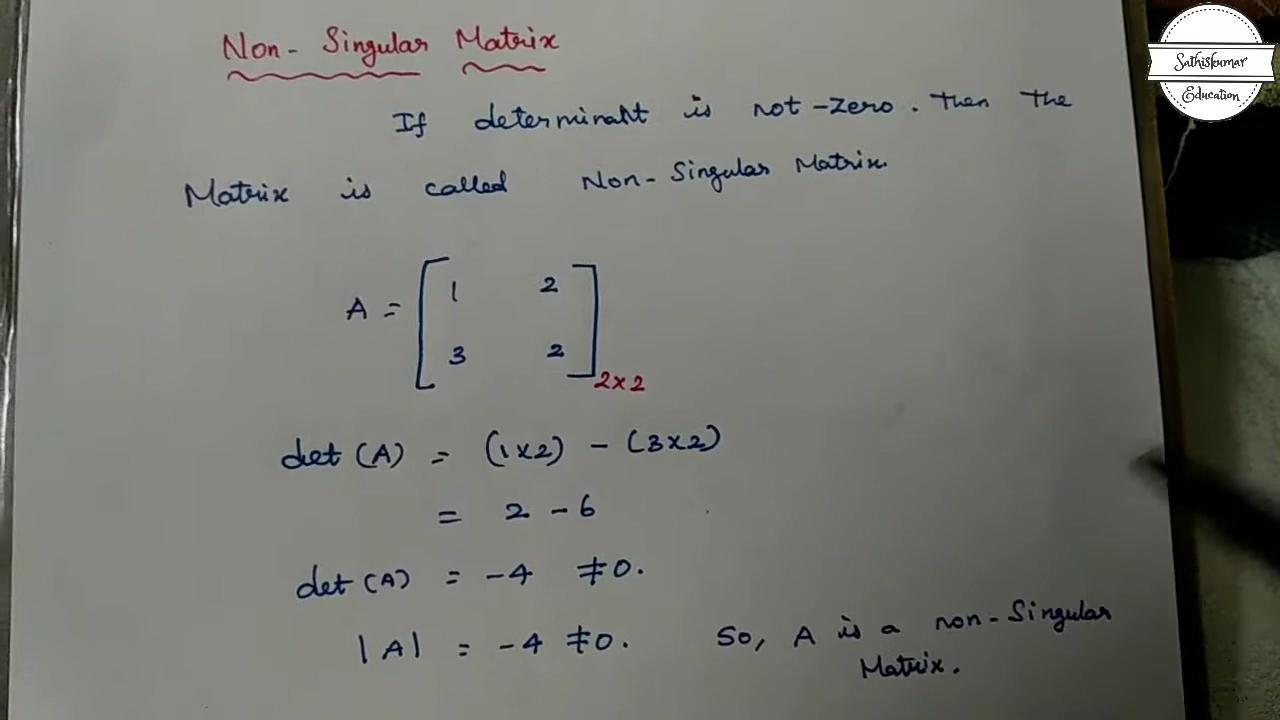 Non-Singular Matrix
If determinant is not-zero. Then the
Matrix is called Non-Singular Matrix.
A = [ 1 2
3 2 ] 2x2
det (A) = (1x2) - (3x2)
= 2 - 6
det (A) = -4 ≠0.
|A| = -4 ≠0. So, A is a non-Singular
Matrix.
Sathiskumar
Education